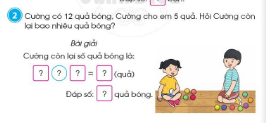 2 Cường có 12 quả bóng, Cường cho em 5 quả. Hỏi Cường còn
lại bao nhiêu quả bóng?
Bài giải
Cường còn lại số quả bóng là:
? ? ? = ? (quả)
Đáp số: ? quả bóng.